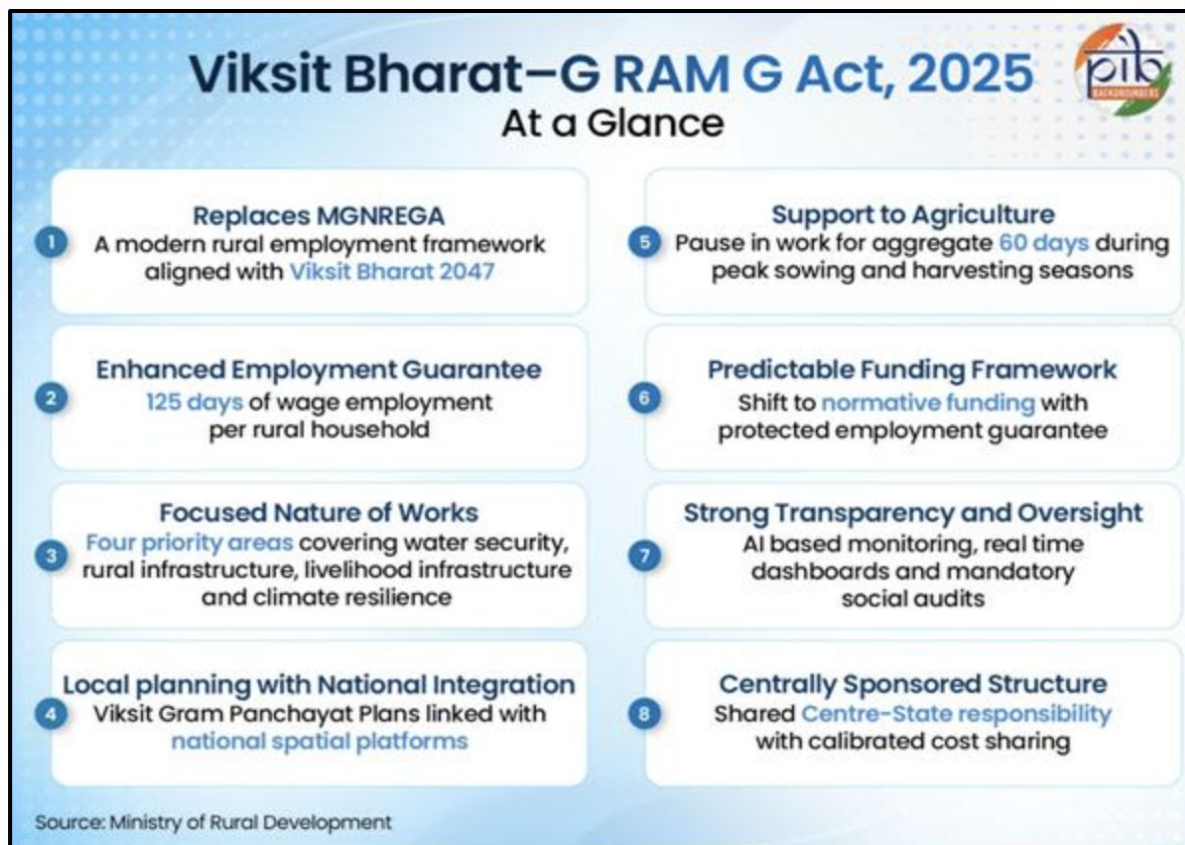 Viksit Bharat–G RAM G Act, 2025
At a Glance
pib
BACKGROUNDERS
1
Replaces MGNREGA
A modern rural employment framework
aligned with Viksit Bharat 2047
2
Enhanced Employment Guarantee
125 days of wage employment
per rural household
3
Focused Nature of Works
Four priority areas covering water security,
rural infrastructure, livelihood infrastructure
and climate resilience
4
Local planning with National Integration
Viksit Gram Panchayat Plans linked with
national spatial platforms
5
Support to Agriculture
Pause in work for aggregate 60 days during
peak sowing and harvesting seasons
6
Predictable Funding Framework
Shift to normative funding with
protected employment guarantee
7
Strong Transparency and Oversight
AI based monitoring, real time
dashboards and mandatory
social audits
8
Centrally Sponsored Structure
Shared Centre-State responsibility
with calibrated cost sharing
Source: Ministry of Rural Development